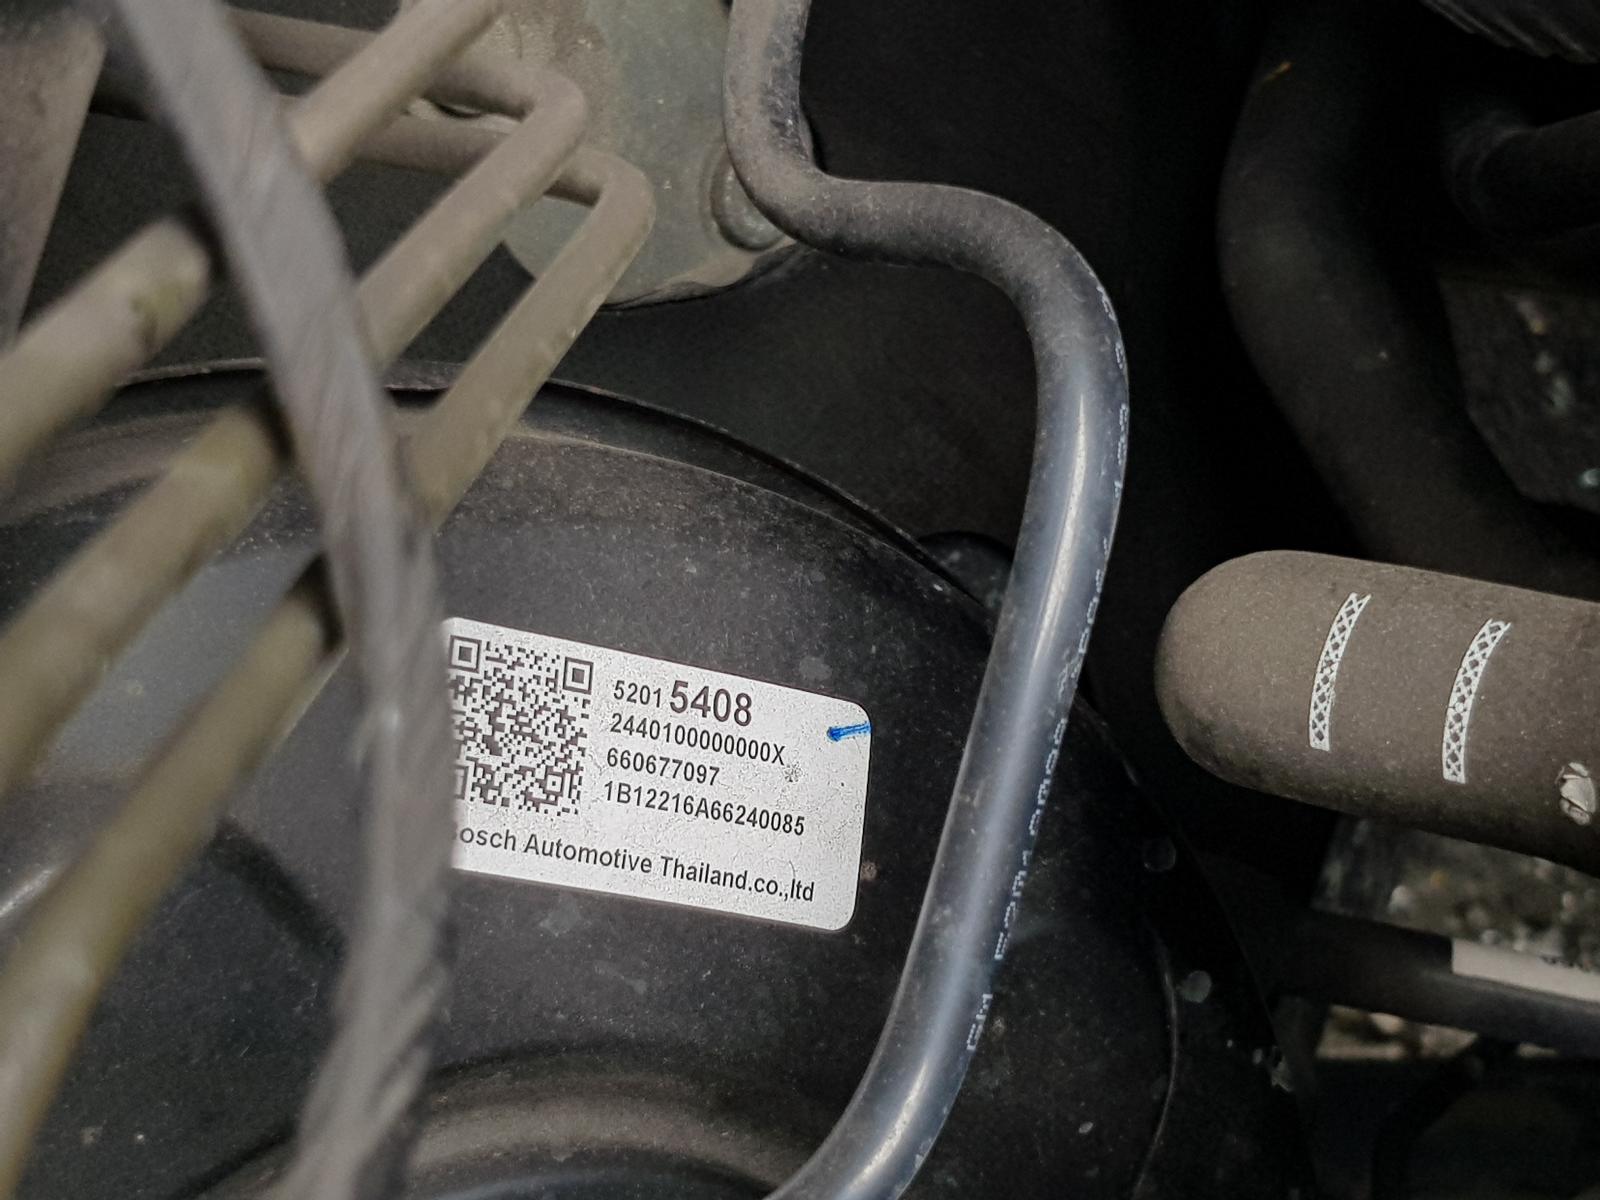 5201 5408
2440100000000X
660677097
1B12216A66240085
osch Automotive Thailand.co.,ltd